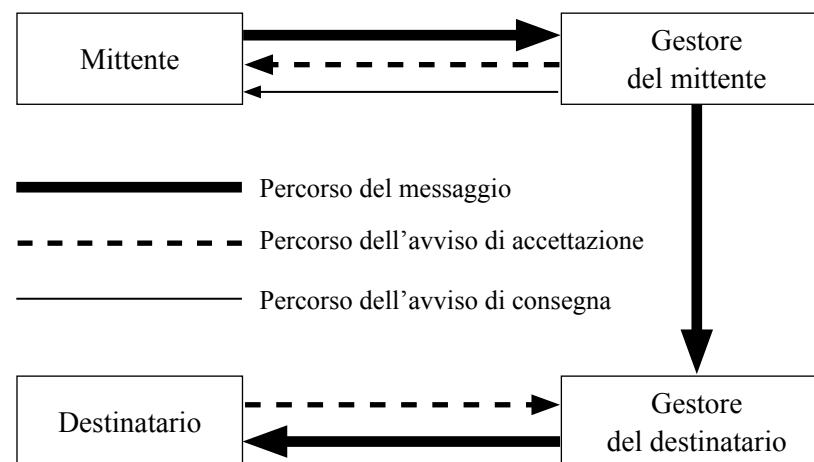 Mittente
Gestore
del mittente
Percorso del messaggio
Percorso dell’avviso di accettazione
Percorso dell’avviso di consegna
Destinatario
Gestore
del destinatario